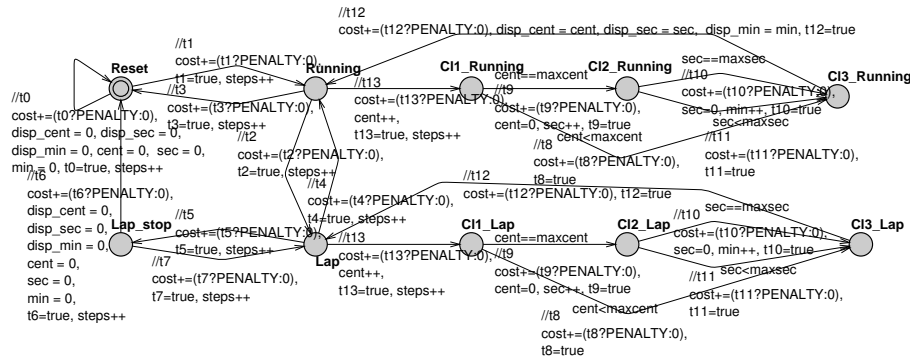 //t12
cost+=(t12?PENALTY:0), disp_cent = cent, disp_sec = sec, disp_min = min, t12=true
//t1
cost+=(t1?PENALTY:0),
t1=true, steps++
Reset
Running
CI1_Running
CI2_Running
CI3_Running
//t0
cost+=(t0?PENALTY:0),
disp_cent = 0, disp_sec = 0,
disp_min = 0, cent = 0, sec = 0,
min = 0, t0=true, steps++
//t3
cost+=(t3?PENALTY:0),
t3=true, steps++
//t13
cost+=(t13?PENALTY:0),
cent++,
t13=true, steps++
cent==maxcent
//t9
cost+=(t9?PENALTY:0),
cent=0, sec++, t9=true
sec==maxsec
//t10
cost+=(t10?PENALTY:0),
sec=0, min++, t10=true
cent<maxcent
//t8
cost+=(t8?PENALTY:0),
t8=true
sec<maxsec
//t11
cost+=(t11?PENALTY:0),
t11=true
//t2
cost+=(t2?PENALTY:0),
t2=true, steps++
//t4
cost+=(t4?PENALTY:0),
t4=true, steps++
//t12
cost+=(t12?PENALTY:0), t12=true
//t6
cost+=(t6?PENALTY:0),
disp_cent = 0,
disp_sec = 0,
disp_min = 0,
cent = 0,
sec = 0,
min = 0,
t6=true, steps++
Lap_stop
//t5
cost+=(t5?PENALTY:0),
t5=true, steps++
//t7
cost+=(t7?PENALTY:0),
t7=true, steps++
Lap
//t13
cost+=(t13?PENALTY:0),
cent++,
t13=true, steps++
CI1_Lap
cent==maxcent
//t9
cost+=(t9?PENALTY:0),
cent=0, sec++, t9=true
CI2_Lap
sec==maxsec
//t10
cost+=(t10?PENALTY:0),
sec=0, min++, t10=true
CI3_Lap
cent<maxcent
//t8
cost+=(t8?PENALTY:0),
t8=true
sec<maxsec
//t11
cost+=(t11?PENALTY:0),
t11=true